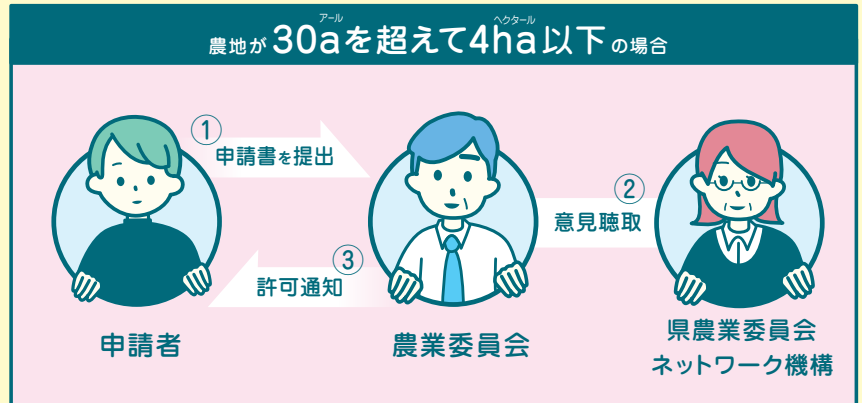 農地が30aを超えて4ha以下の場合
アール
ヘクタール
①
申請書を提出
②
意見聴取
③
許可通知
申請者
農業委員会
県農業委員会
ネットワーク機構